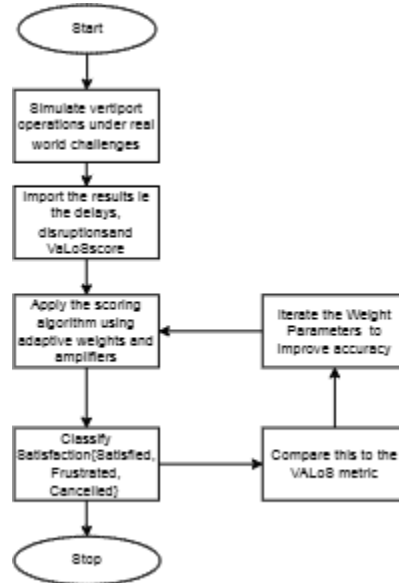 Start
Simulate vertiport
operations under real
world challenges
Import the results ie
the delays,
disruptionsand
VaLoSscore
Apply the scoring
algorithm using
adaptive weights and
amplifiers
Iterate the Weight
Parameters to
improve accuracy
Classify
Satisfaction{Satisfied,
Frustrated,
Cancelled}
Compare this to the
VALoS metric
Stop